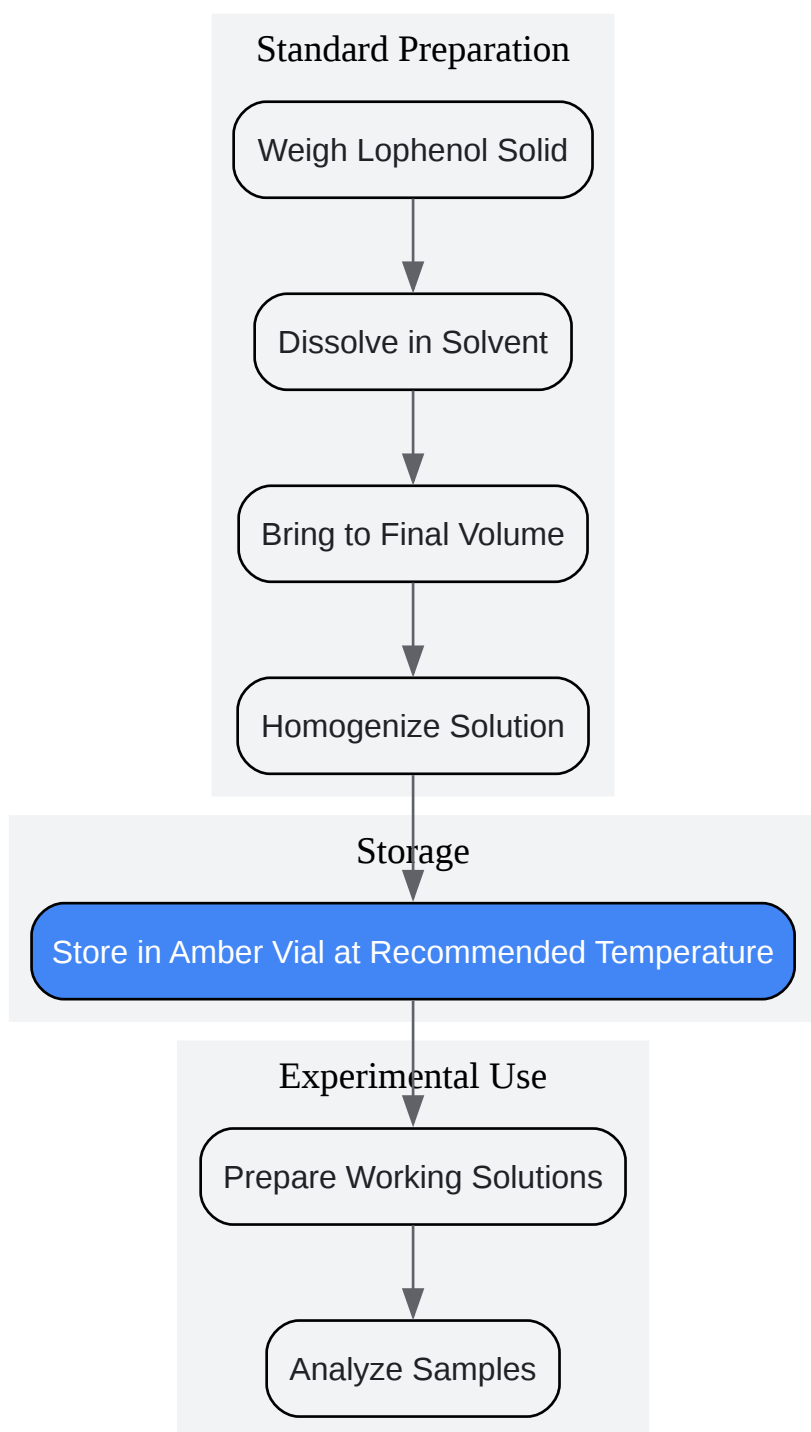 Standard Preparation
Weigh Lophenol Solid
Dissolve in Solvent
Bring to Final Volume
Homogenize Solution
Storage
Store in Amber Vial at Recommended Temperature
Experimental Use
Prepare Working Solutions
Analyze Samples